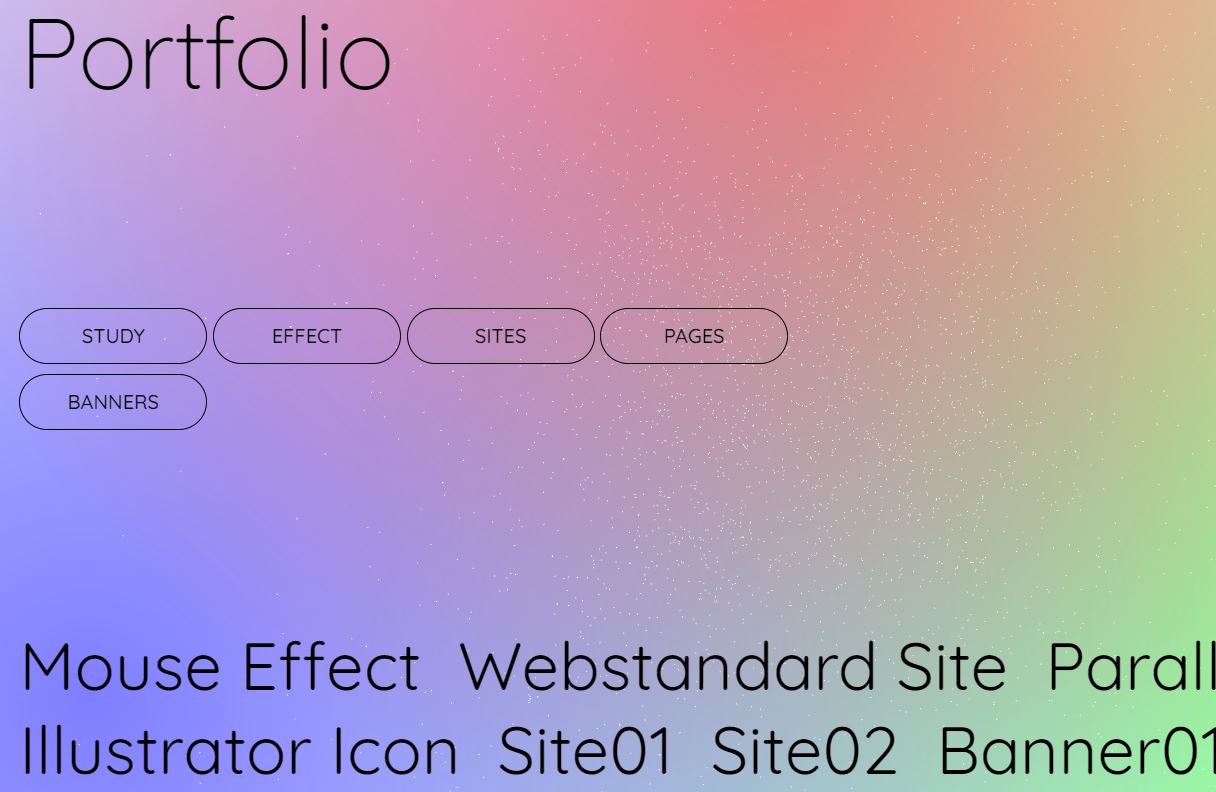 Portfolio
STUDY EFFECT SITES PAGES
BANNERS
Mouse Effect Webstandard Site Parall
Illustrator Icon Site01 Site02 Banner01